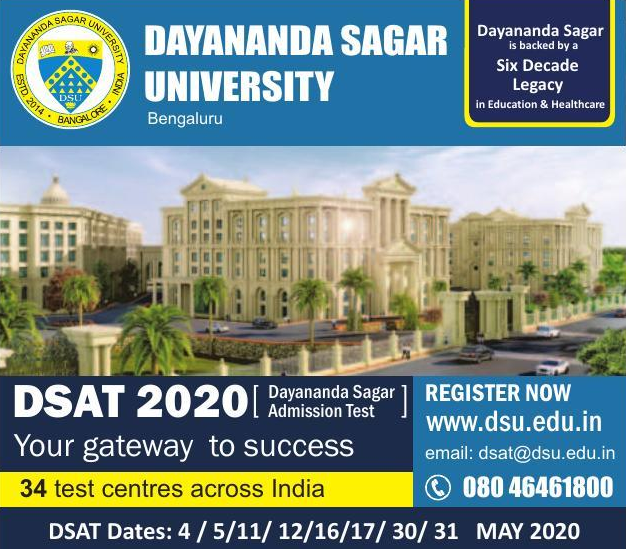 DAYANANDA SAGAR UNIVERSITY
DSU
ESTD. 2014 • BANGALORE • INDIA
DAYANANDA SAGAR
UNIVERSITY
Bengaluru
Dayananda Sagar
is backed by a
Six Decade
Legacy
in Education & Healthcare
DSAT 2020 [ Dayananda Sagar
Admission Test ]
Your gateway to success
34 test centres across India
REGISTER NOW
www.dsu.edu.in
email: dsat@dsu.edu.in
080 46461800
DSAT Dates: 4 / 5/11/ 12/16/17/ 30/ 31 MAY 2020